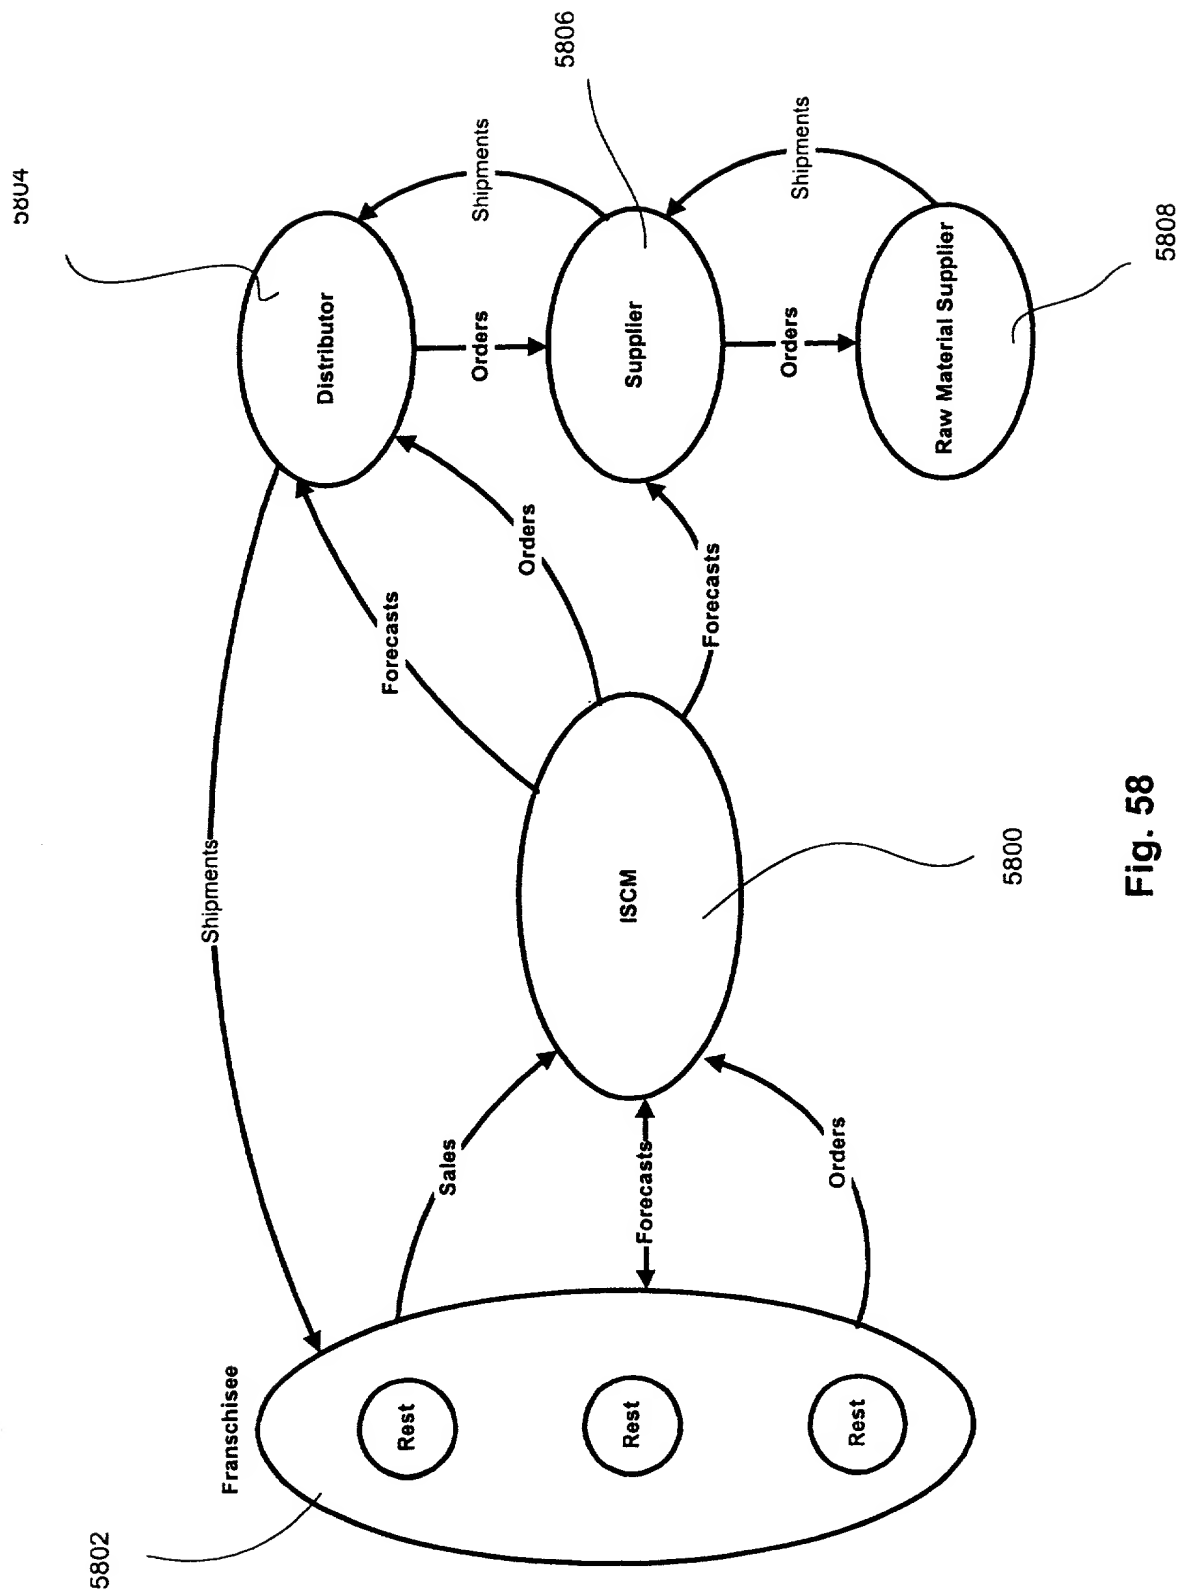 5804
5802
Shipments
Franschisee
Distributor
Forecasts
Rest
Sales
Orders
Shipments
Orders
5806
Rest
ISCM
Supplier
Forecasts
Forecasts
Orders
Shipments
Orders
Rest
Raw Material Supplier
5800
Fig. 58
5808